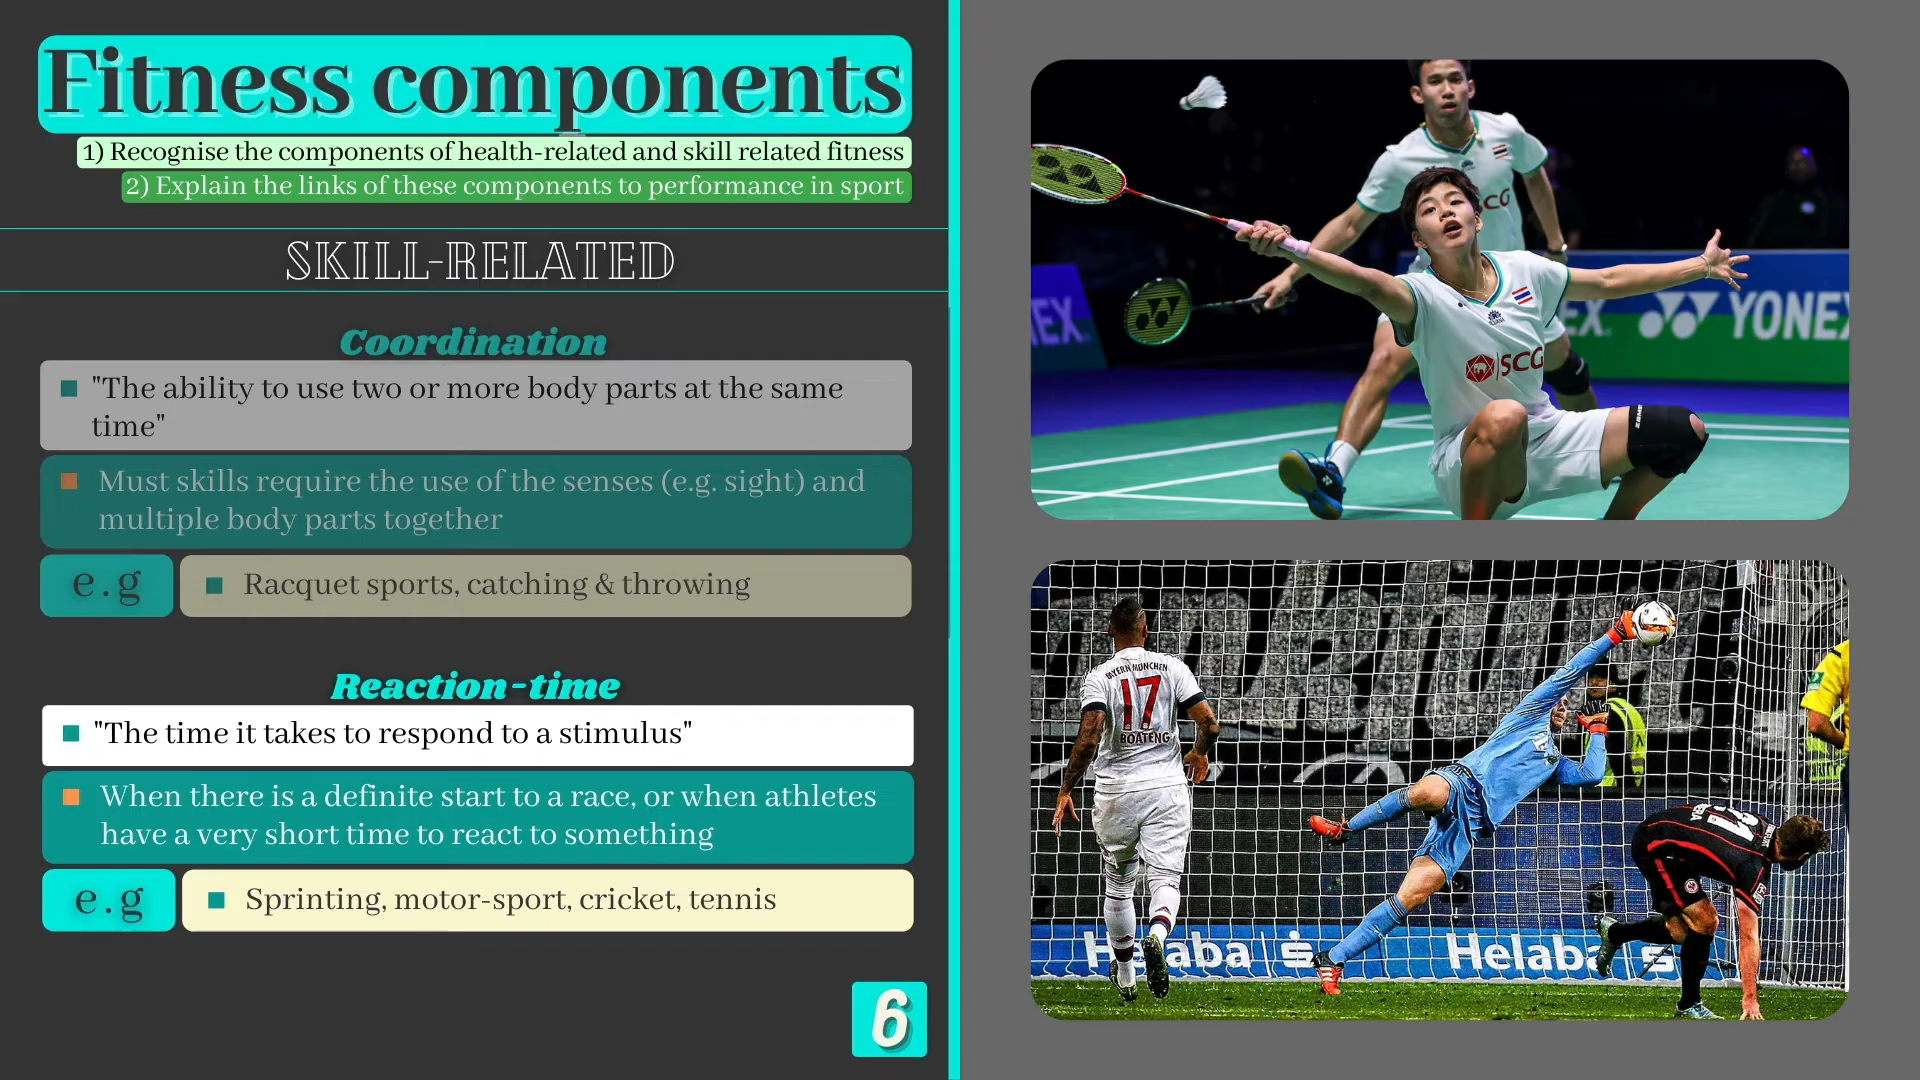 Fitness components
1) Recognise the components of health-related and skill related fitness
2) Explain the links of these components to performance in sport
SKILL-RELATED
Coordination
"The ability to use two or more body parts at the same
time"
Must skills require the use of the senses (e.g. sight) and
multiple body parts together
e.g
Racquet sports, catching & throwing
Reaction-time
"The time it takes to respond to a stimulus"
When there is a definite start to a race, or when athletes
have a very short time to react to something
e.g
Sprinting, motor-sport, cricket, tennis
6
SCG
SCG
EX.
EX.
YONEX
BAYERN MÜNCHEN
17
BOATENG
21
Helaba
Helaba